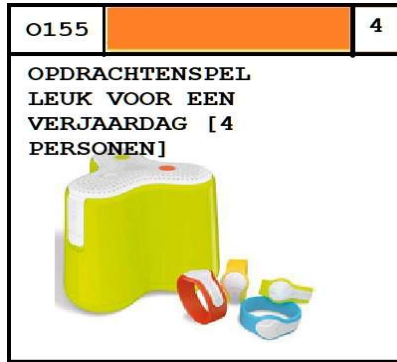 O155
4
OPDRACHTENSPEL
LEUK VOOR EEN
VERJAARDAG [4
PERSONEN]